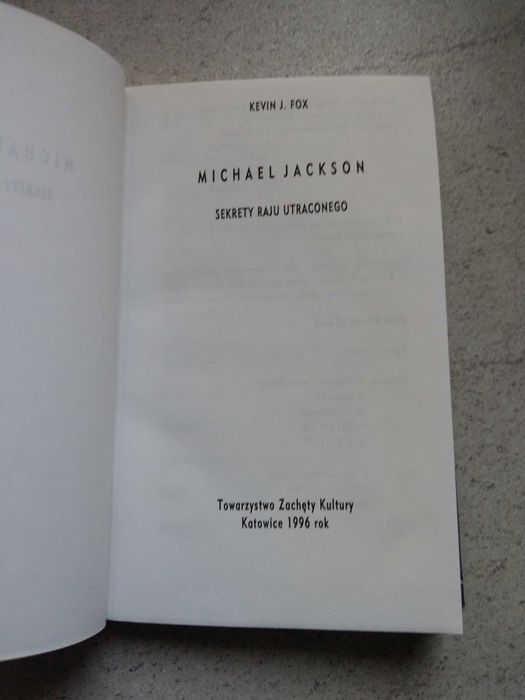 KEVIN J. FOX
MICHAEL JACKSON
SEKRETY RAJU UTRACONEGO
Towarzystwo Zachęty Kultury
Katowice 1996 rok